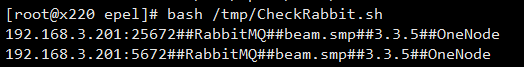 [root@x220 epel]# bash /tmp/CheckRabbit.sh
192.168.3.201:25672##RabbitMQ##beam.smp##3.3.5##OneNode
192.168.3.201:5672##RabbitMQ##beam.smp##3.3.5##OneNode